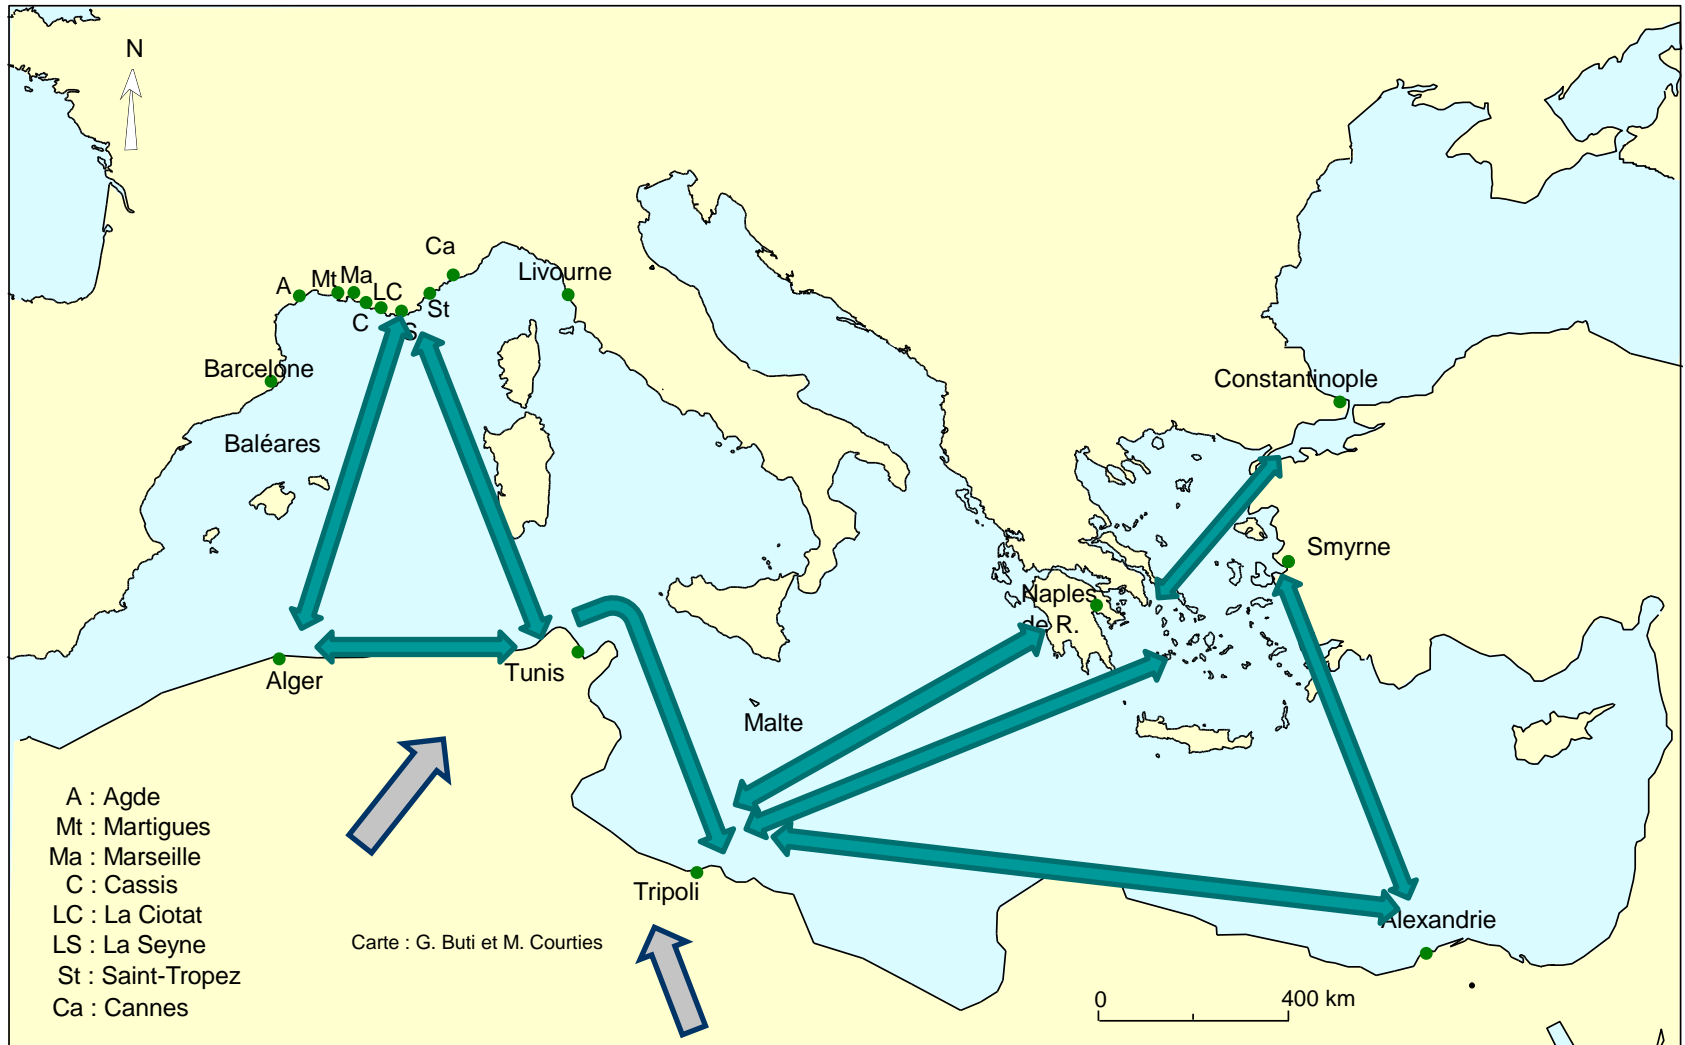 N
Ca
Livourne
A
Mt
Ma
LC
St
C
S
Barcelone
Constantinople
Baléares
Smyrne
Naples
de R.
Alger
Tunis
Malte
A : Agde
Mt : Martigues
Ma : Marseille
C : Cassis
LC : La Ciotat
LS : La Seyne
St : Saint-Tropez
Ca : Cannes
Tripoli
Alexandrie
Carte : G. Buti et M. Courties
0
400 km